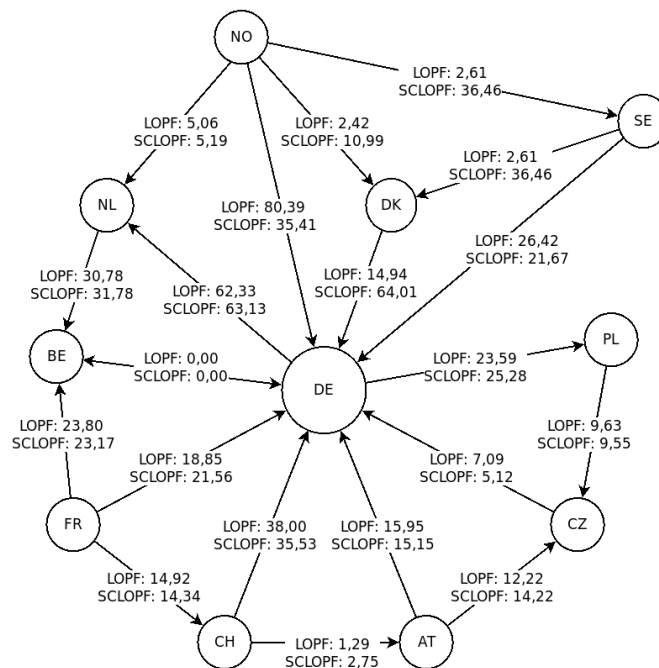 NO
LOPF: 2,61
SCLOPF: 36,46
SE
LOPF: 5,06
SCLOPF: 5,19
LOPF: 2,42
SCLOPF: 10,99
LOPF: 2,61
SCLOPF: 36,46
NL
LOPF: 80,39
SCLOPF: 35,41
DK
LOPF: 26,42
SCLOPF: 21,67
LOPF: 30,78
SCLOPF: 31,78
LOPF: 62,33
SCLOPF: 63,13
LOPF: 14,94
SCLOPF: 64,01
PL
BE
LOPF: 0,00
SCLOPF: 0,00
DE
LOPF: 23,59
SCLOPF: 25,28
LOPF: 23,80
SCLOPF: 23,17
LOPF: 18,85
SCLOPF: 21,56
LOPF: 7,09
SCLOPF: 5,12
LOPF: 9,63
SCLOPF: 9,55
FR
LOPF: 38,00
SCLOPF: 35,53
LOPF: 15,95
SCLOPF: 15,15
CZ
LOPF: 14,92
SCLOPF: 14,34
LOPF: 12,22
SCLOPF: 14,22
CH
LOPF: 1,29
SCLOPF: 2,75
AT